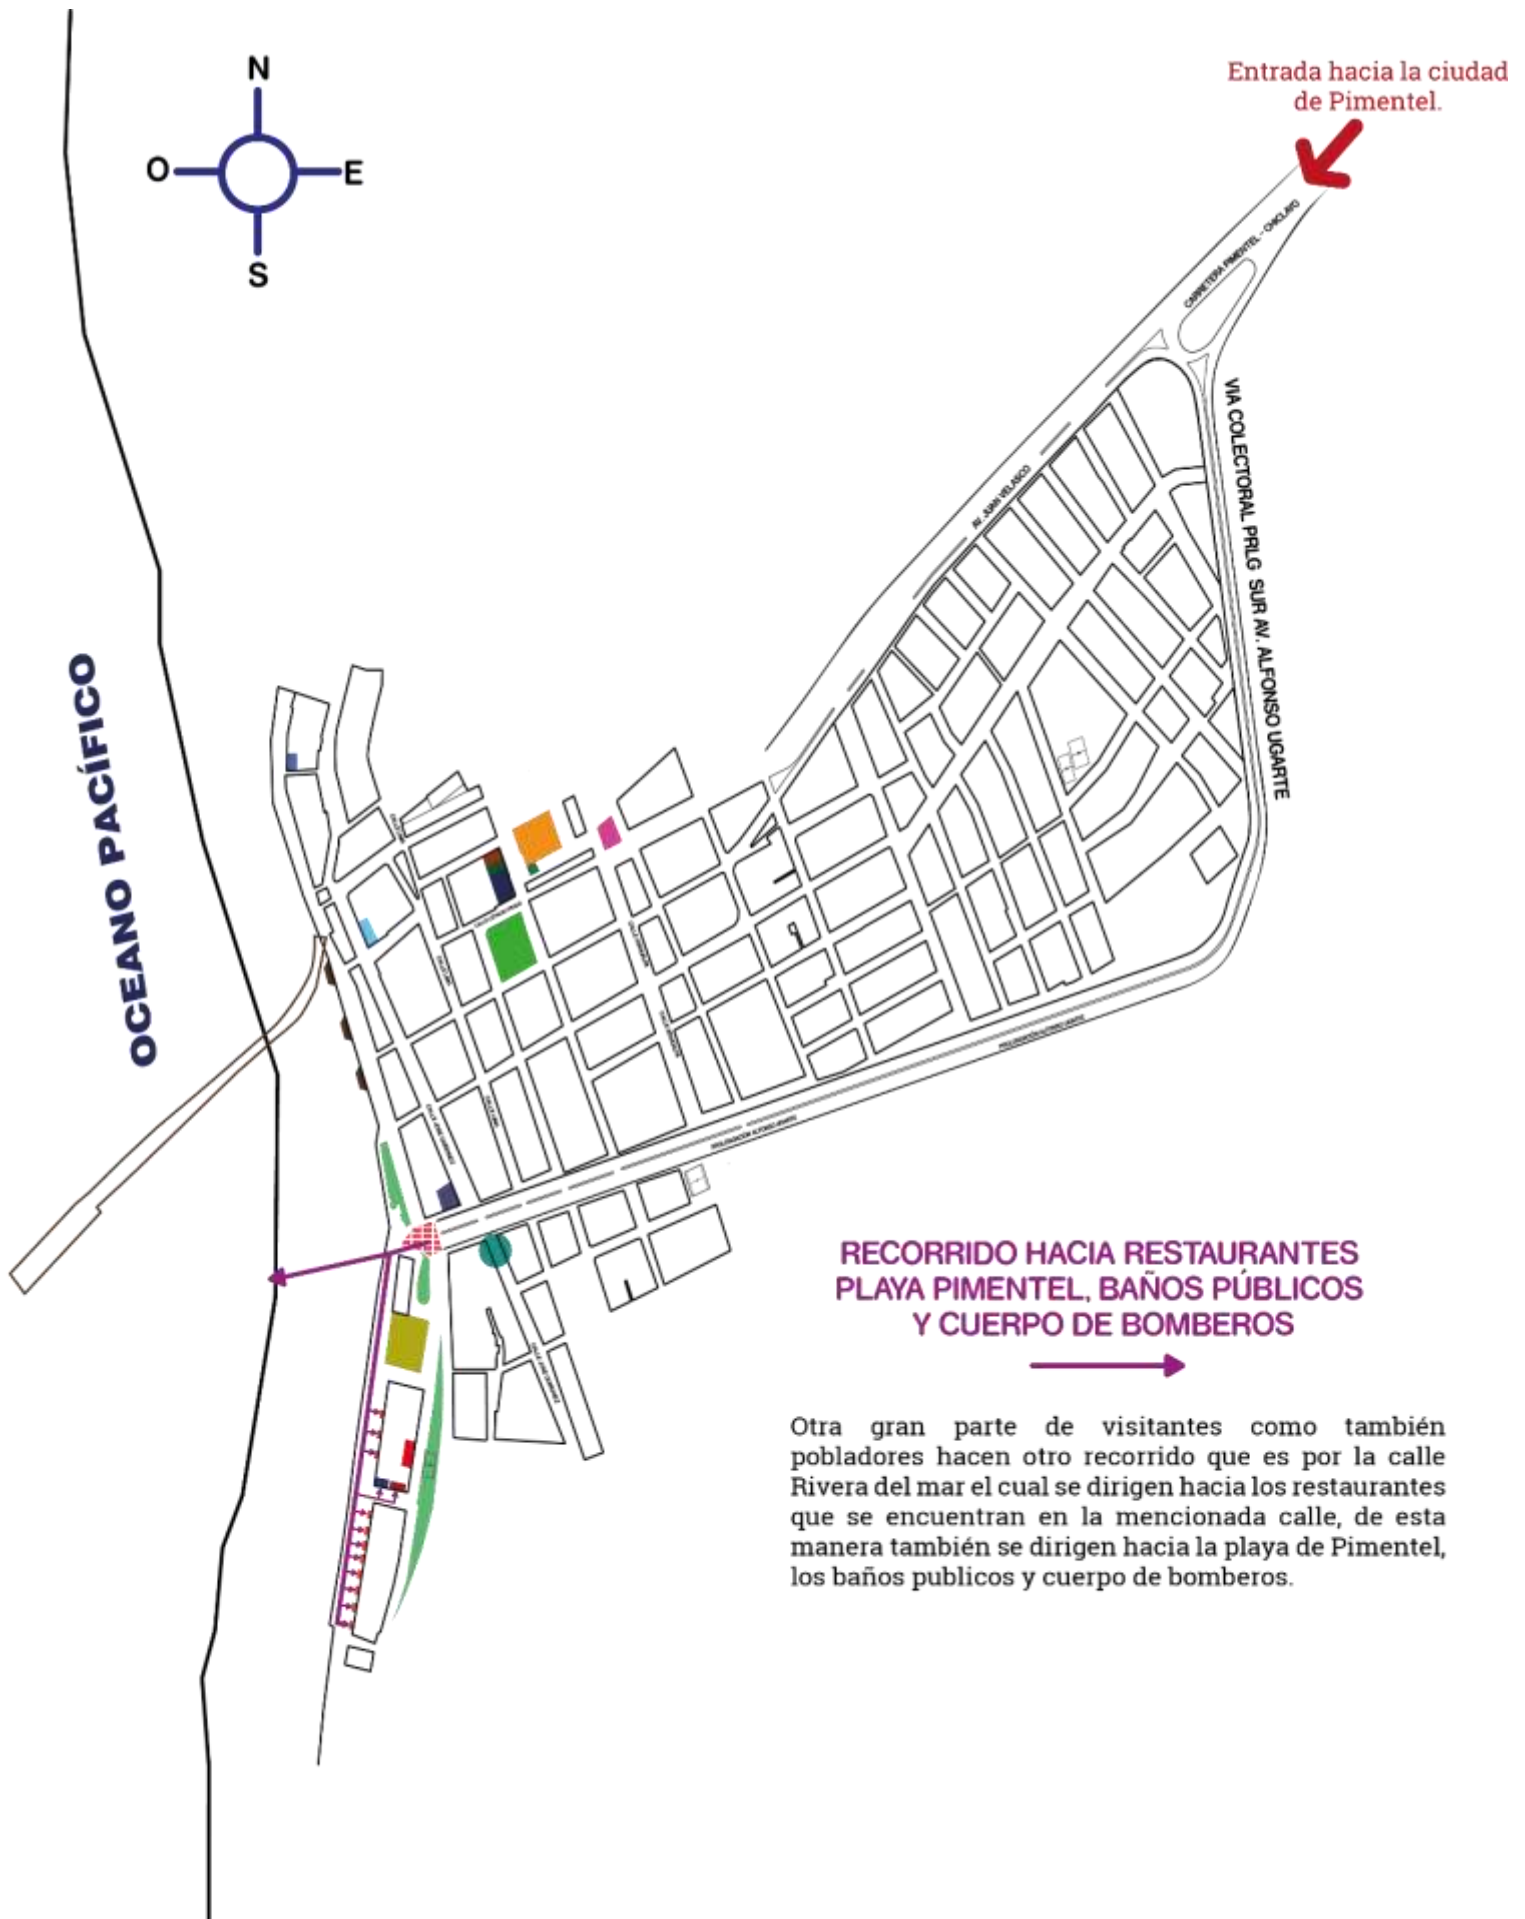 N
Entrada hacia la ciudad
de Pimentel.
O
E
S
CARRETERA PIMENTEL - CHICLAYO
VIA COLECTORAL PRLG SUR AV. ALFONSO UGARTE
AV. JUAN VELASCO
OCEANO PACÍFICO
RECORRIDO HACIA RESTAURANTES
PLAYA PIMENTEL, BAÑOS PÚBLICOS
Y CUERPO DE BOMBEROS
Otra gran parte de visitantes como también
pobladores hacen otro recorrido que es por la calle
Rivera del mar el cual se dirigen hacia los restaurantes
que se encuentran en la mencionada calle, de esta
manera también se dirigen hacia la playa de Pimentel,
los baños publicos y cuerpo de bomberos.